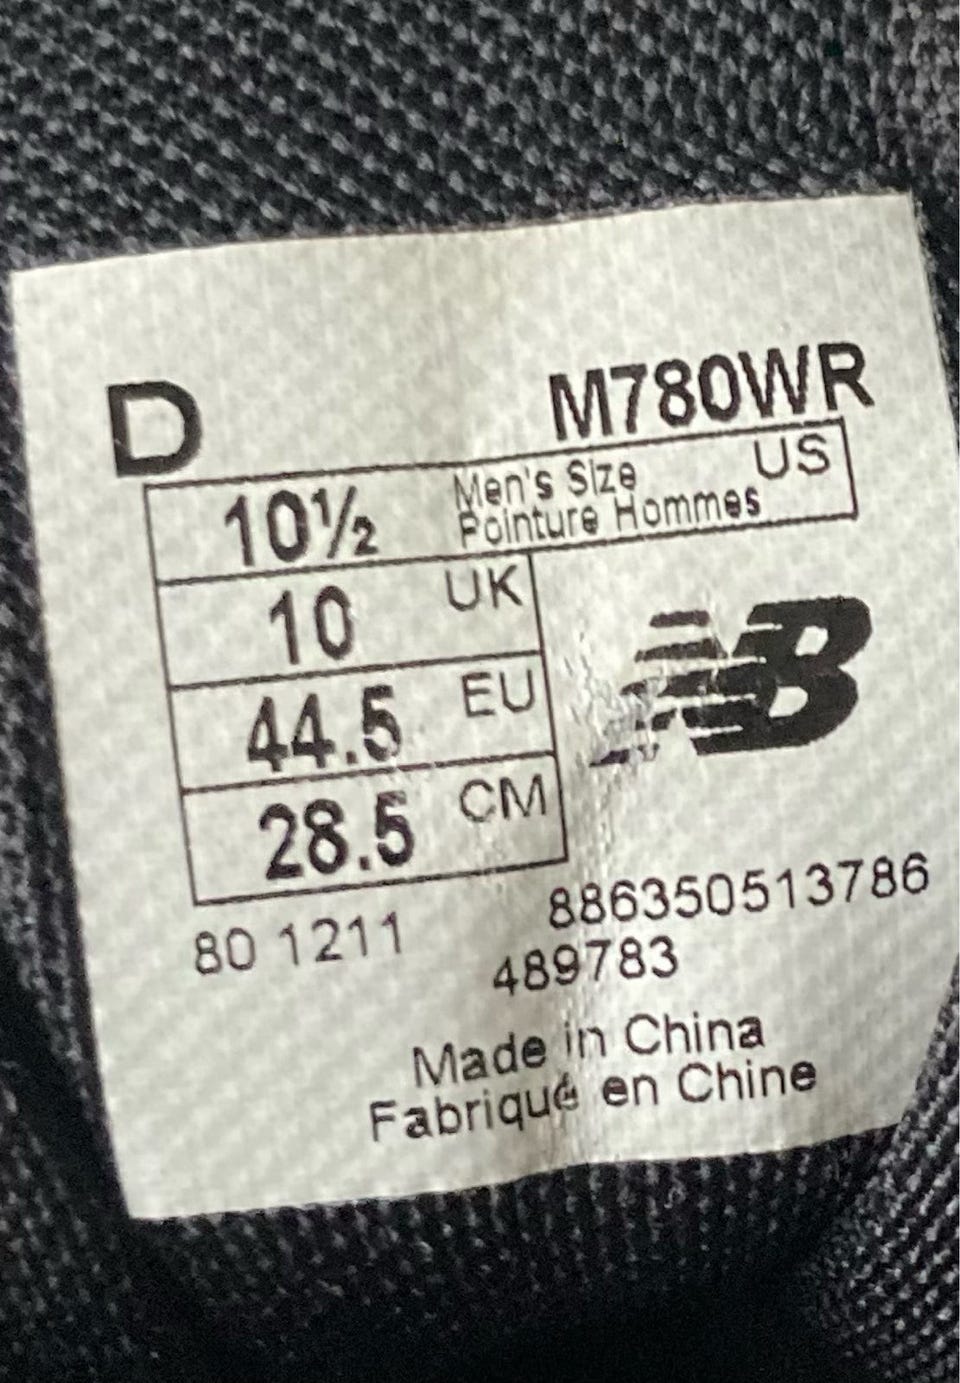 D M780WR
10½ Men's Size US
Pointure Hommes
10 UK
44.5 EU
NB
28.5 CM
80 1211 886350513786
489783
Made in China
Fabriqué en Chine